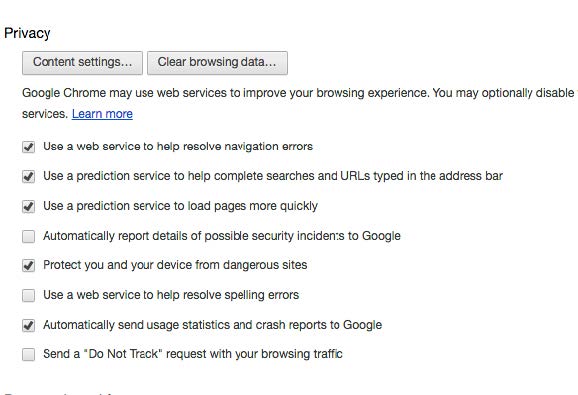 Privacy
Content settings... Clear browsing data...
Google Chrome may use web services to improve your browsing experience. You may optionally disable
services. Learn more
Use a web service to help resolve navigation errors
Use a prediction service to help complete searches and URLs typed in the address bar
Use a prediction service to load pages more quickly
Automatically report details of possible security incidents to Google
Protect you and your device from dangerous sites
Use a web service to help resolve spelling errors
Automatically send usage statistics and crash reports to Google
Send a "Do Not Track" request with your browsing traffic